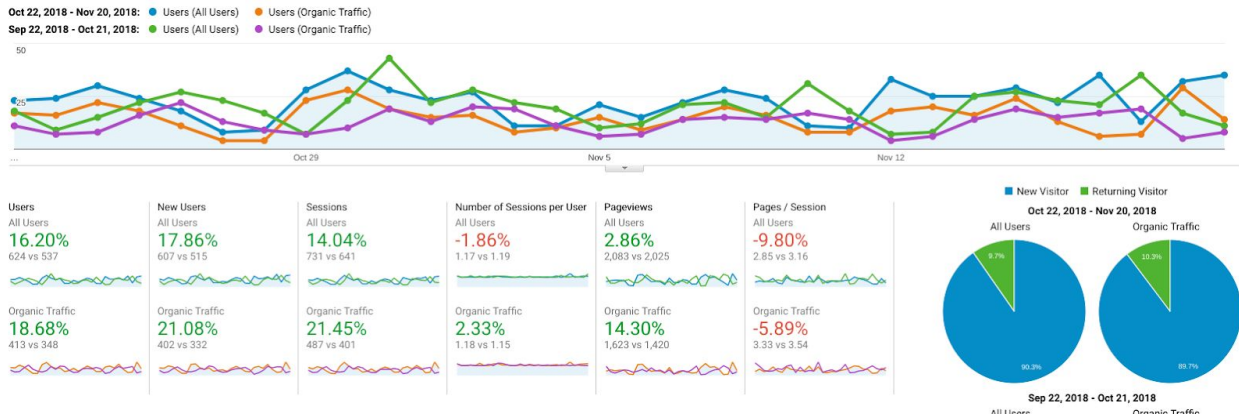 Oct 22, 2018 - Nov 20, 2018: Users (All Users) Users (Organic Traffic)
Sep 22, 2018 - Oct 21, 2018: Users (All Users) Users (Organic Traffic)
50
25
...
Oct 29
Nov 5
Nov 12
Users
All Users
16.20%
624 vs 537
Organic Traffic
18.68%
413 vs 348
New Users
All Users
17.86%
607 vs 515
Organic Traffic
21.08%
402 vs 332
Sessions
All Users
14.04%
731 vs 641
Organic Traffic
21.45%
487 vs 401
Number of Sessions per User
All Users
-1.86%
1.17 vs 1.19
Organic Traffic
2.33%
1.18 vs 1.15
Pageviews
All Users
2.86%
2,083 vs 2,025
Organic Traffic
14.30%
1,623 vs 1,420
Pages / Session
All Users
-9.80%
2.85 vs 3.16
Organic Traffic
-5.89%
3.33 vs 3.54
New Visitor Returning Visitor
Oct 22, 2018 - Nov 20, 2018
All Users
9.7%
90.3%
Organic Traffic
10.3%
89.7%
Sep 22, 2018 - Oct 21, 2018
All Users
Organic Traffic